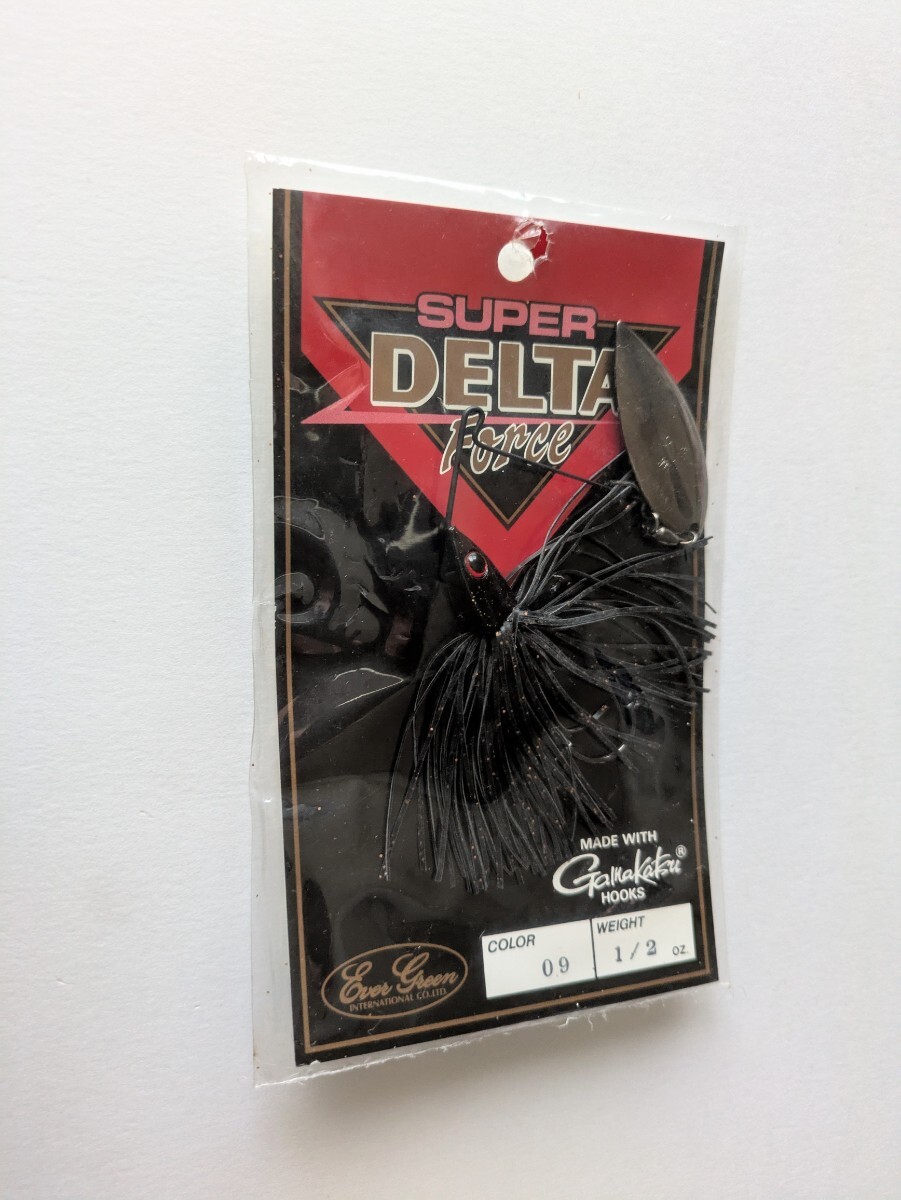 SUPER
DELTA
Force
MADE WITH
Gamakatsu®
HOOKS
COLOR
09
WEIGHT
1/2 OZ.
Ever Green
INTERNATIONAL CO.,LTD.